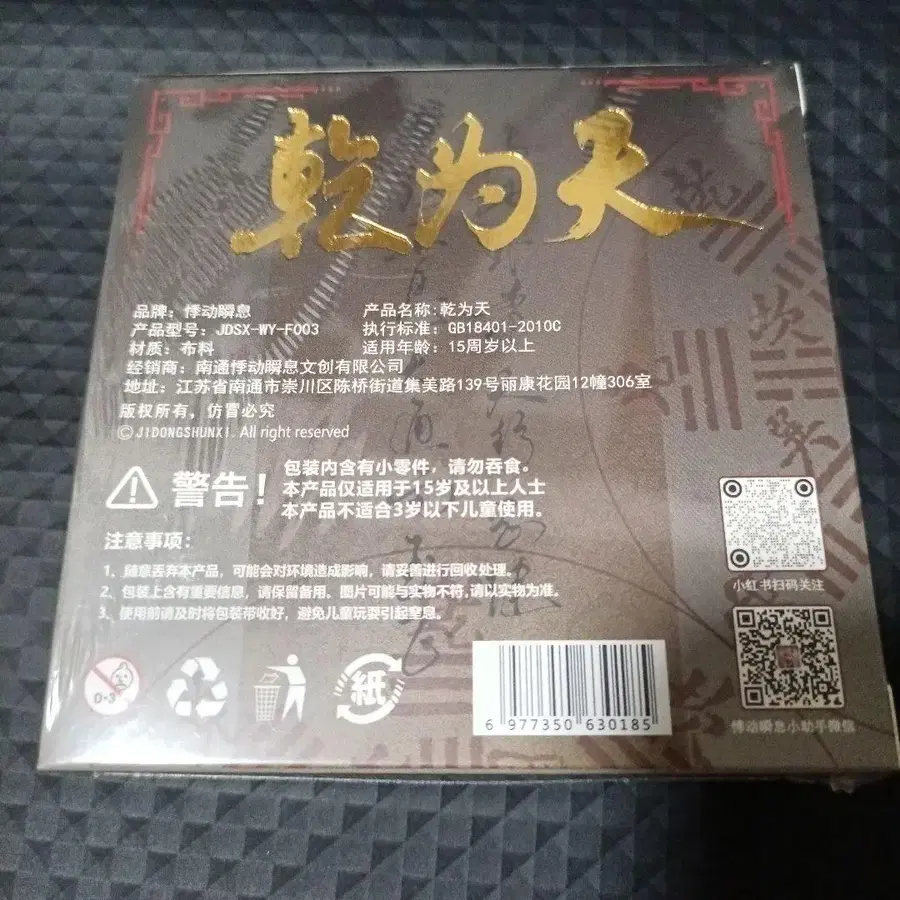 乾为天
品牌：悸动瞬息 产品名称：乾为天
产品型号：JDSX-WY-F003 执行标准：GB18401-2010C
材质：布料 适用年龄：15周岁以上
经销商：南通悸动瞬息文创有限公司
地址：江苏省南通市崇川区陈桥街道集美路139号丽康花园12幢306室
版权所有，仿冒必究
©JIDONGSHUNXI. All right reserved
警告！
包装内含有小零件，请勿吞食。
本产品仅适用于15岁及以上人士
本产品不适合3岁以下儿童使用。
注意事项：
1、随意丢弃本产品，可能会对环境造成影响，请妥善进行回收处理。
2、包装上含有重要信息，请保留备用、图片可能与实物不符,请以实物为准。
3、使用前请及时将包装带收好，避免儿童玩耍引起窒息。
小红书扫码关注
0-3
紙
6 977350 630185
悸动瞬息小助手微信
坎